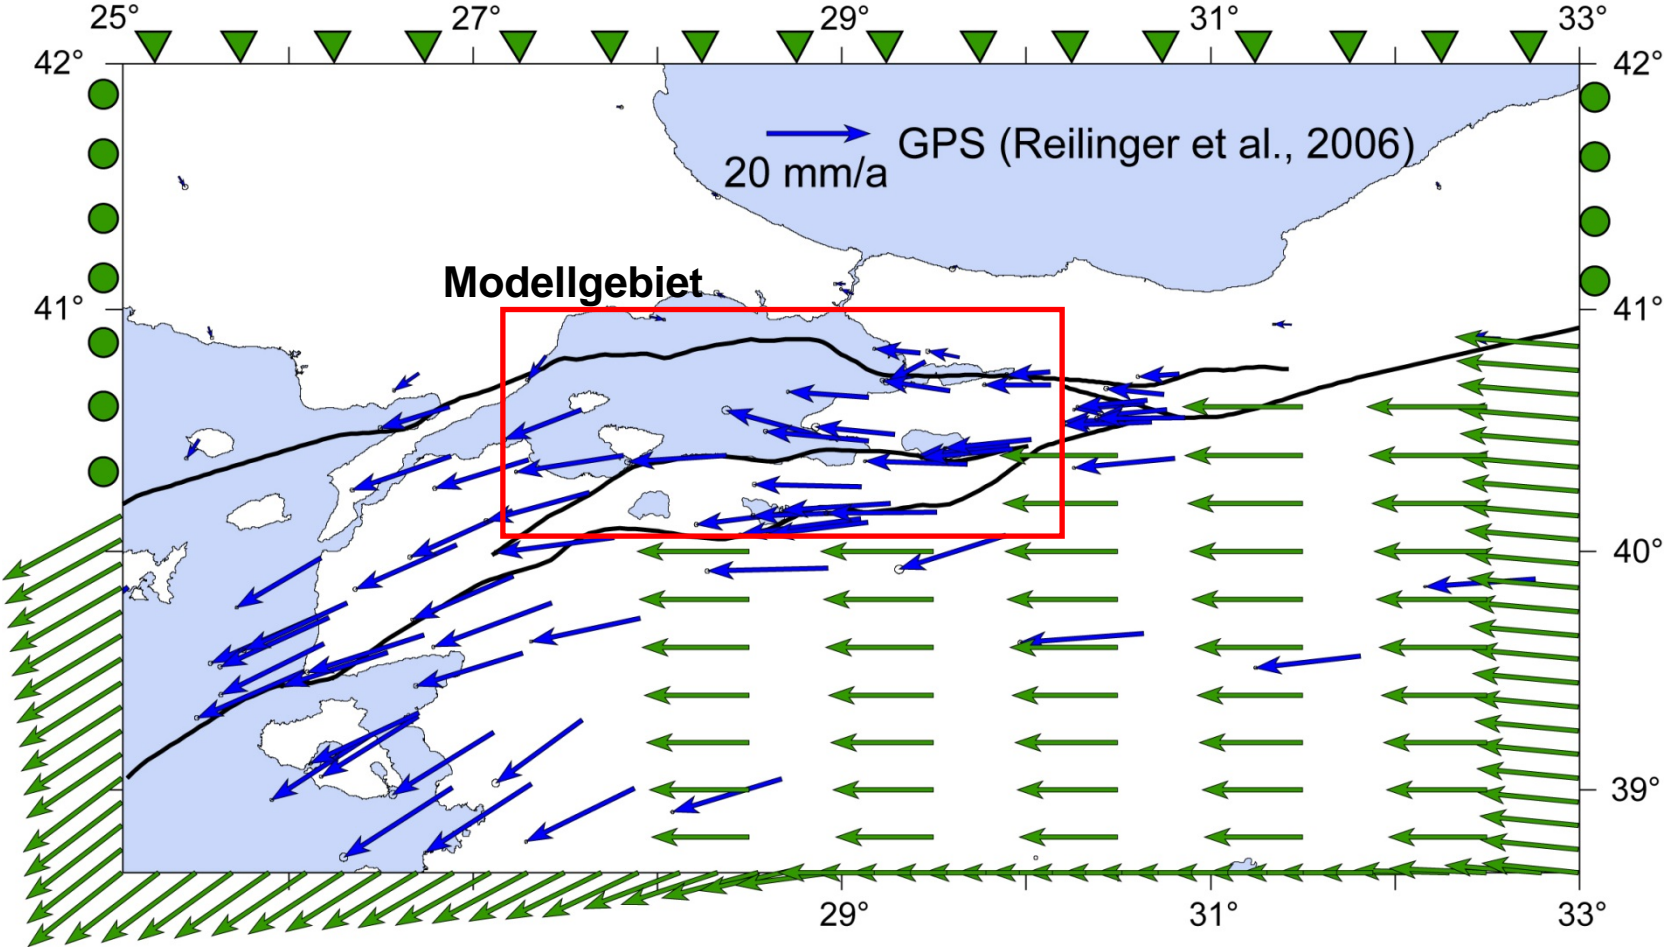 25° 27° 29° 31° 33°
42° 42°
GPS (Reilinger et al., 2006)
20 mm/a
Modellgebiet
41° 41°
40°
39°
29° 31° 33°